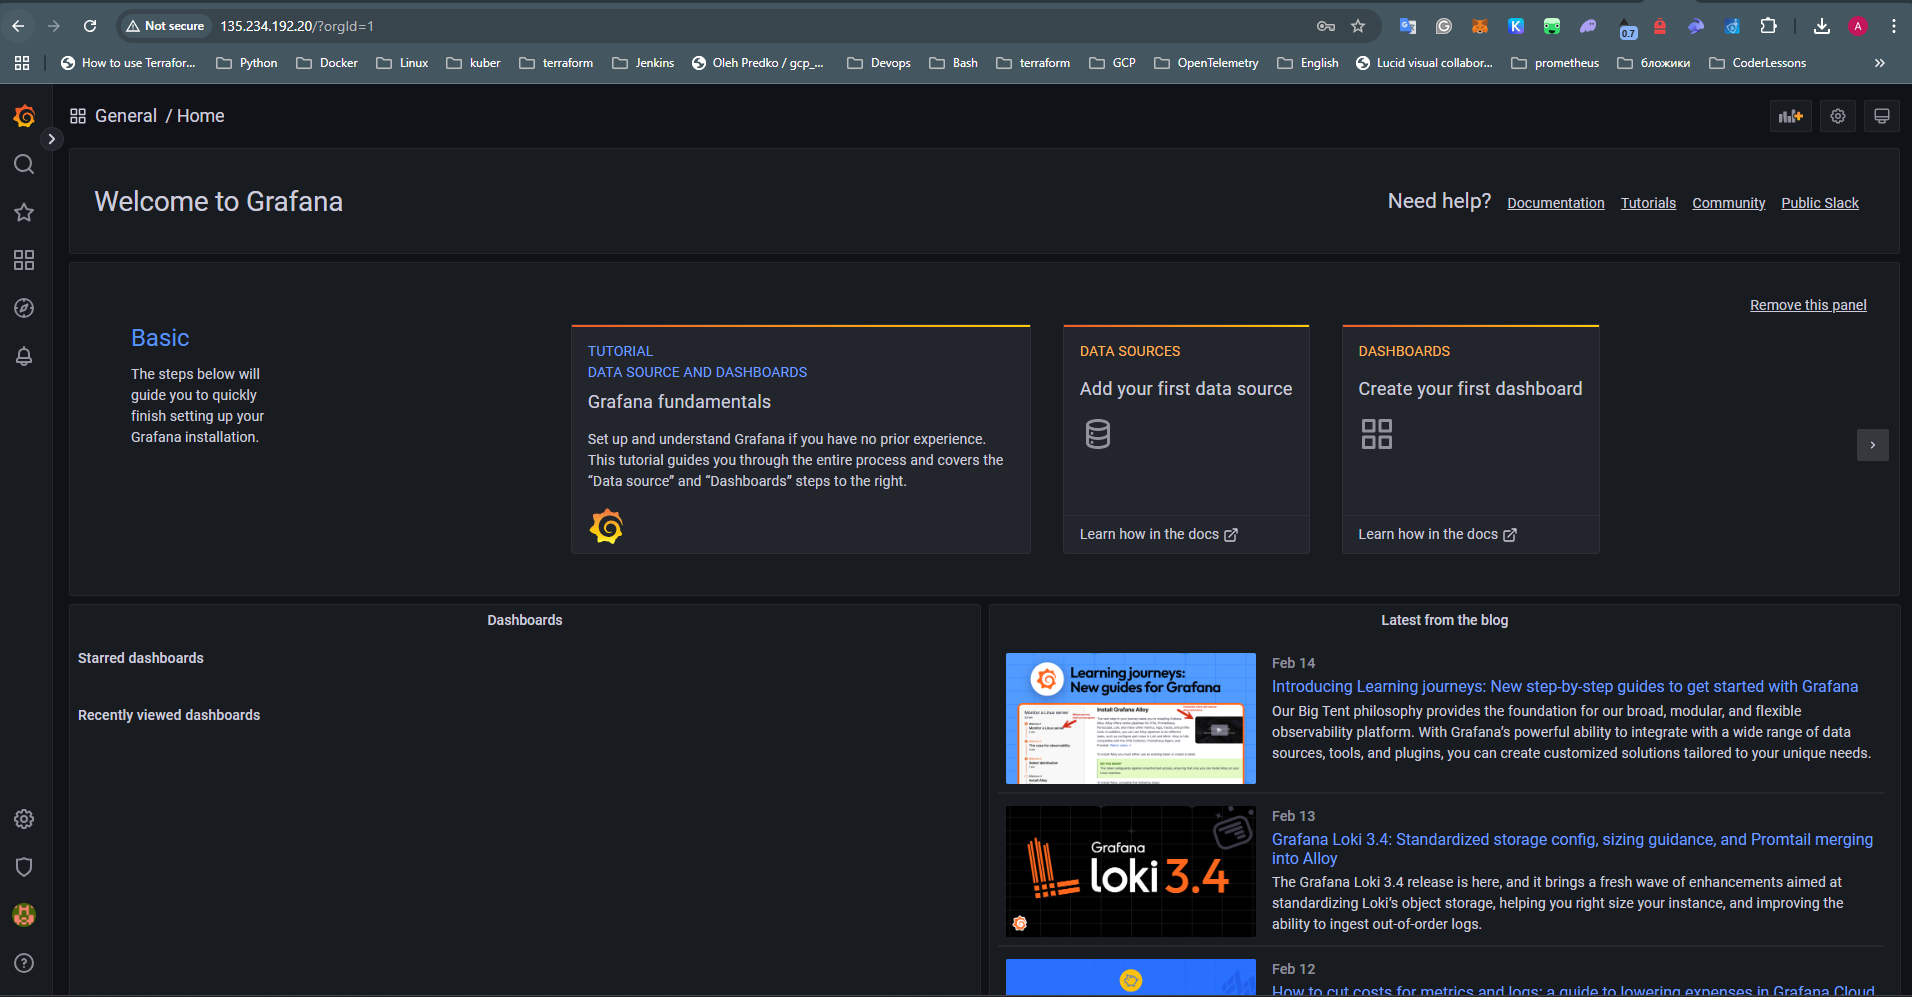 Not secure
135.234.192.20/?orgId=1
0.7
A
How to use Terrafor...
Python
Docker
Linux
kuber
terraform
Jenkins
Oleh Predko / gcp_...
Devops
Bash
terraform
GCP
OpenTelemetry
English
Lucid visual collabor...
prometheus
бложики
CoderLessons
General / Home
Welcome to Grafana
Need help?
Documentation
Tutorials
Community
Public Slack
Remove this panel
Basic
The steps below will
guide you to quickly
finish setting up your
Grafana installation.
TUTORIAL
DATA SOURCE AND DASHBOARDS
Grafana fundamentals
Set up and understand Grafana if you have no prior experience.
This tutorial guides you through the entire process and covers the
“Data source” and “Dashboards” steps to the right.
DATA SOURCES
Add your first data source
Learn how in the docs
DASHBOARDS
Create your first dashboard
Learn how in the docs
Dashboards
Starred dashboards
Recently viewed dashboards
Latest from the blog
Learning journeys:
New guides for Grafana
Install Grafana Alloy
Feb 14
Introducing Learning journeys: New step-by-step guides to get started with Grafana
Our Big Tent philosophy provides the foundation for our broad, modular, and flexible
observability platform. With Grafana’s powerful ability to integrate with a wide range of data
sources, tools, and plugins, you can create customized solutions tailored to your unique needs.
Grafana
loki 3.4
Feb 13
Grafana Loki 3.4: Standardized storage config, sizing guidance, and Promtail merging
into Alloy
The Grafana Loki 3.4 release is here, and it brings a fresh wave of enhancements aimed at
standardizing Loki’s object storage, helping you right size your instance, and improving the
ability to ingest out-of-order logs.
Feb 12
How to cut costs for metrics and logs: a guide to lowering expenses in Grafana Cloud